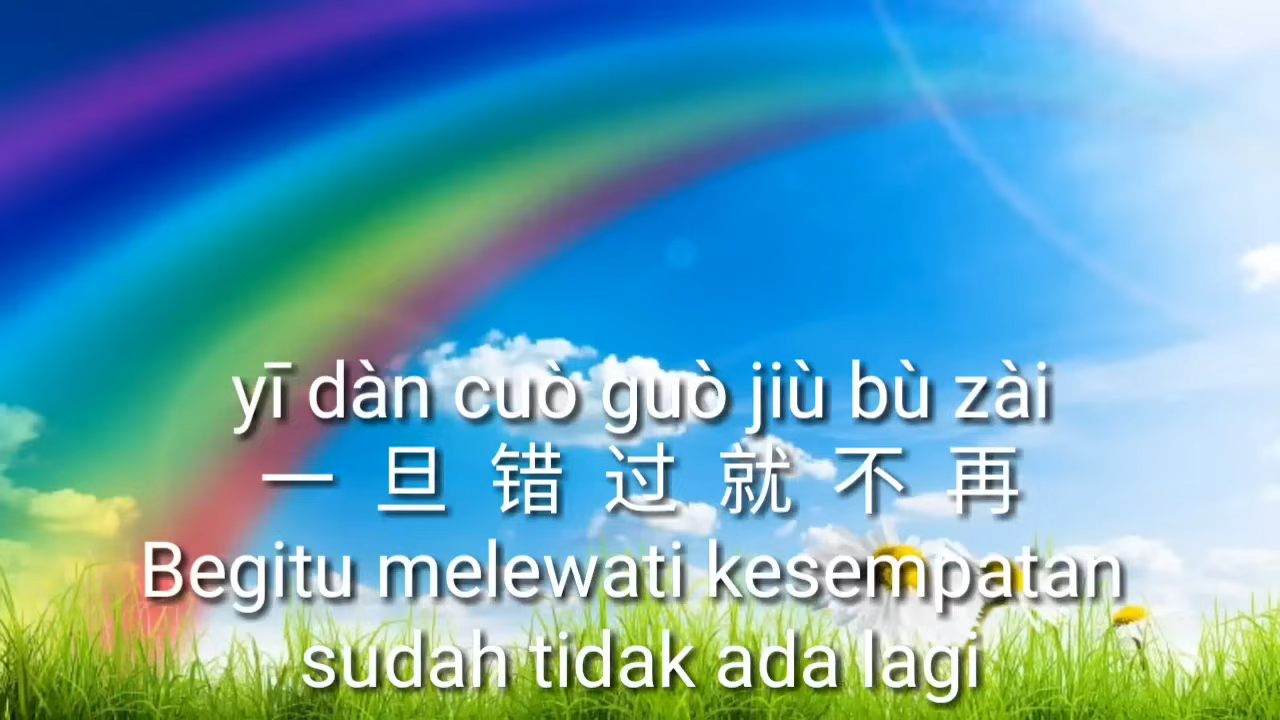 yī dàn cuò guò jiù bù zài
一 旦 错 过 就 不 再
Begitu melewati kesempatan
sudah tidak ada lagi